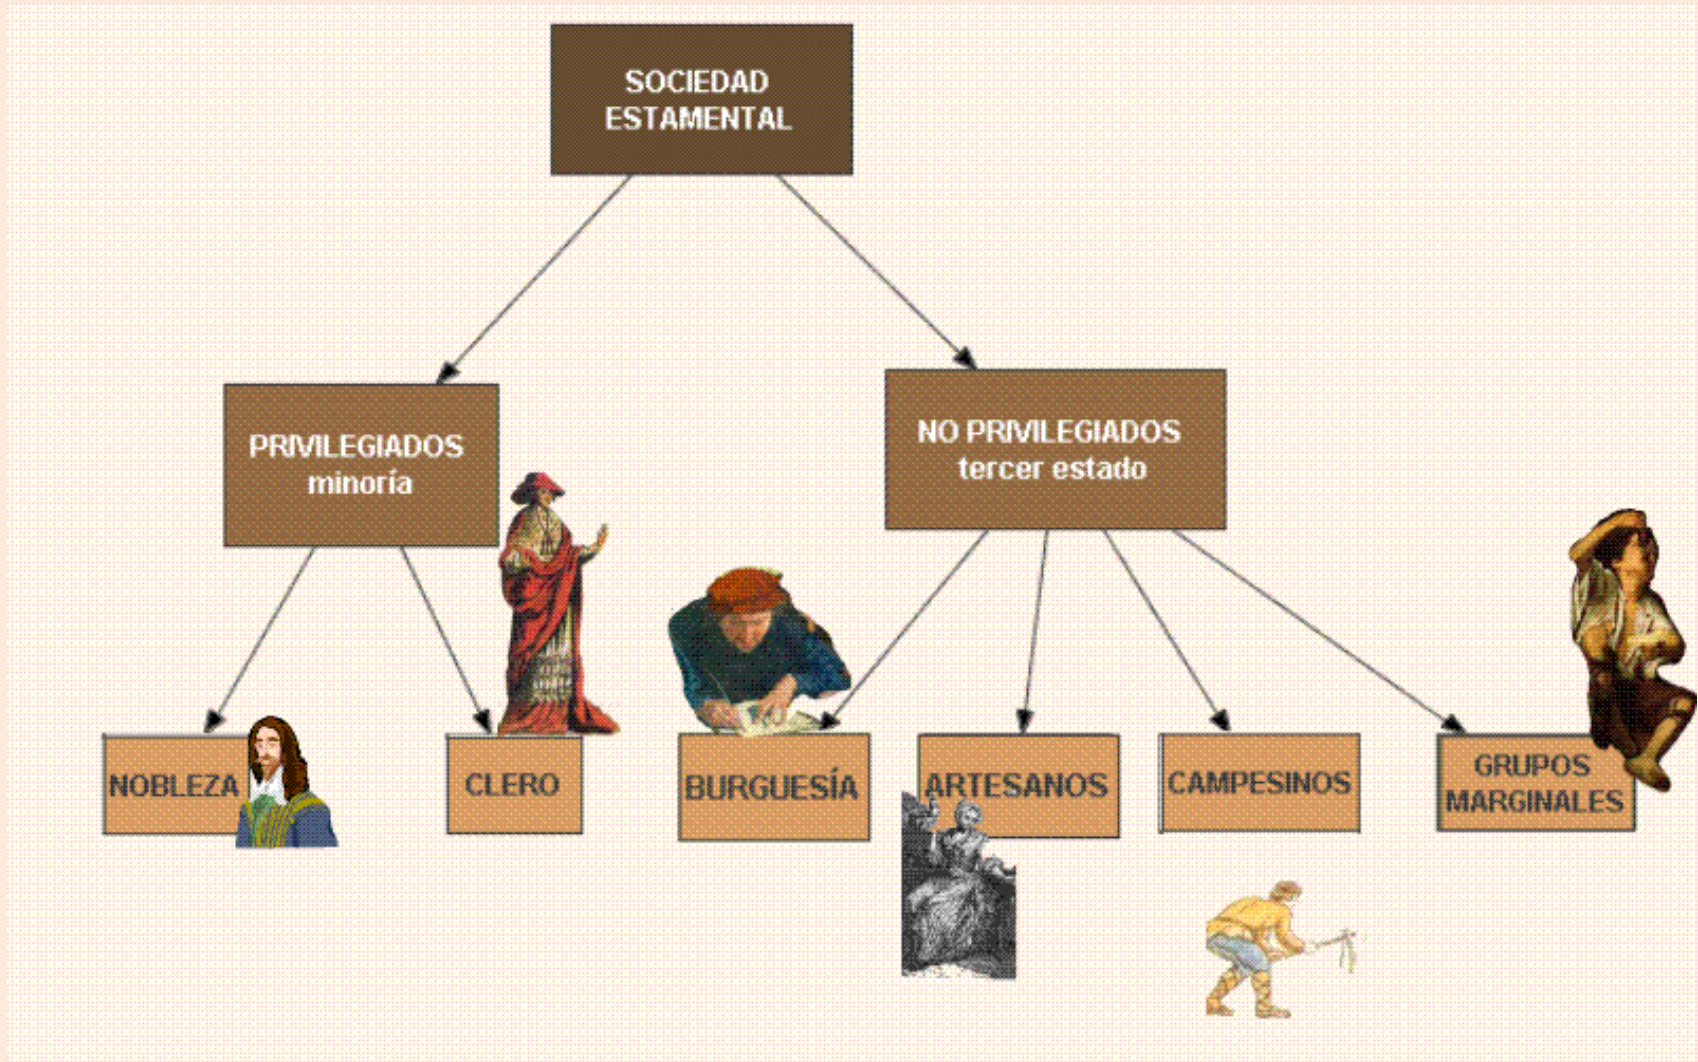 SOCIEDAD
ESTAMENTAL
PRIVILEGIADOS
minoría
NO PRIVILEGIADOS
tercer estado
NOBLEZA
CLERO
BURGUESÍA
ARTESANOS
CAMPESINOS
GRUPOS
MARGINALES